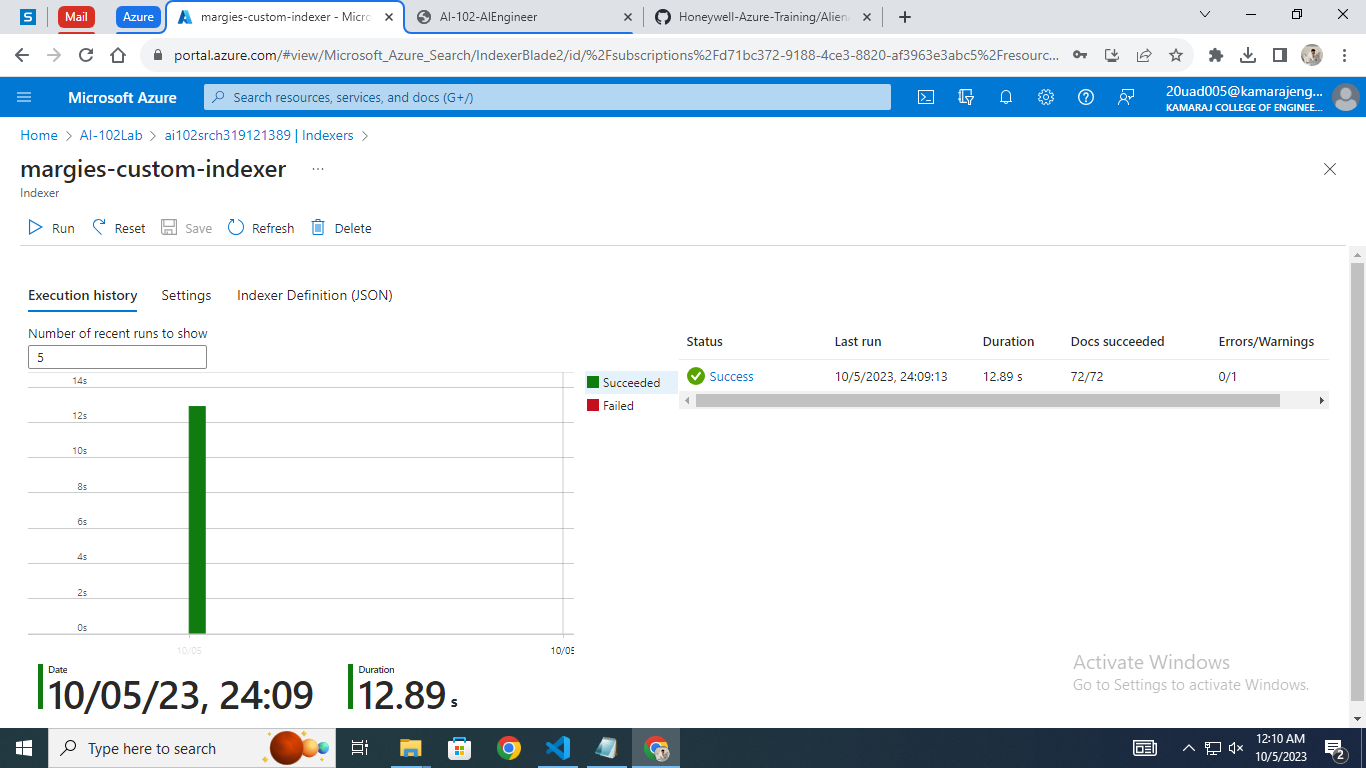 S
Mail
Azure
margies-custom-indexer - Micro
AI-102-AIEngineer
Honeywell-Azure-Training/Alien
portal.azure.com/#view/Microsoft_Azure_Search/IndexerBlade2/id/%2Fsubscriptions%2Fd71bc372-9188-4ce3-8820-af3963e3abc5%2Fresourc...
Microsoft Azure
Search resources, services, and docs (G+/)
20uad005@kamarajeng...
KAMARAJ COLLEGE OF ENGINEE...
Home > AI-102Lab > ai102srch319121389 | Indexers >
margies-custom-indexer ...
Indexer
Run
Reset
Save
Refresh
Delete
Execution history
Settings
Indexer Definition (JSON)
Number of recent runs to show
5
14s
12s
10s
8s
6s
4s
2s
0s
10/05
10/05
Succeeded
Failed
Status Last run Duration Docs succeeded Errors/Warnings
Success 10/5/2023, 24:09:13 12.89 s 72/72 0/1
Date
10/05/23, 24:09
Duration
12.89 s
Activate Windows
Go to Settings to activate Windows.
Type here to search
12:10 AM
10/5/2023
2